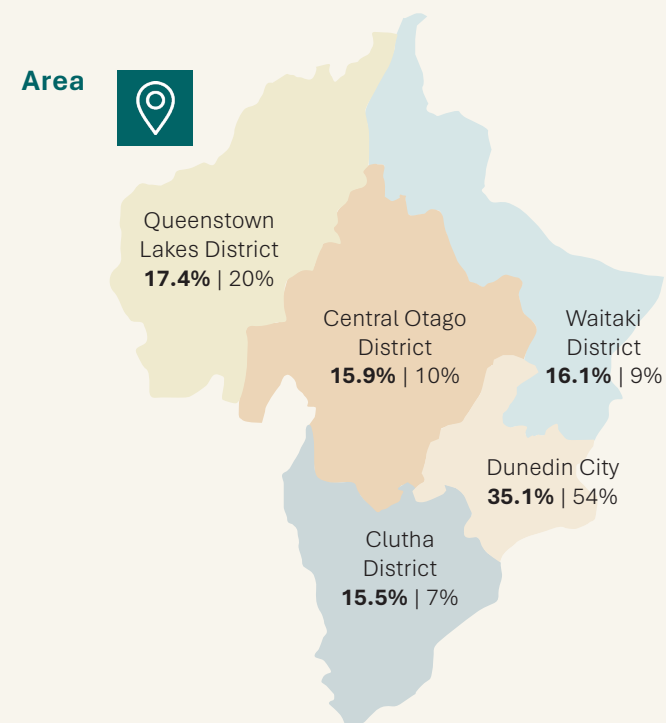 Area
Queenstown
Lakes District
17.4% | 20%
Central Otago
District
15.9% | 10%
Waitaki
District
16.1% | 9%
Dunedin City
35.1% | 54%
Clutha
District
15.5% | 7%